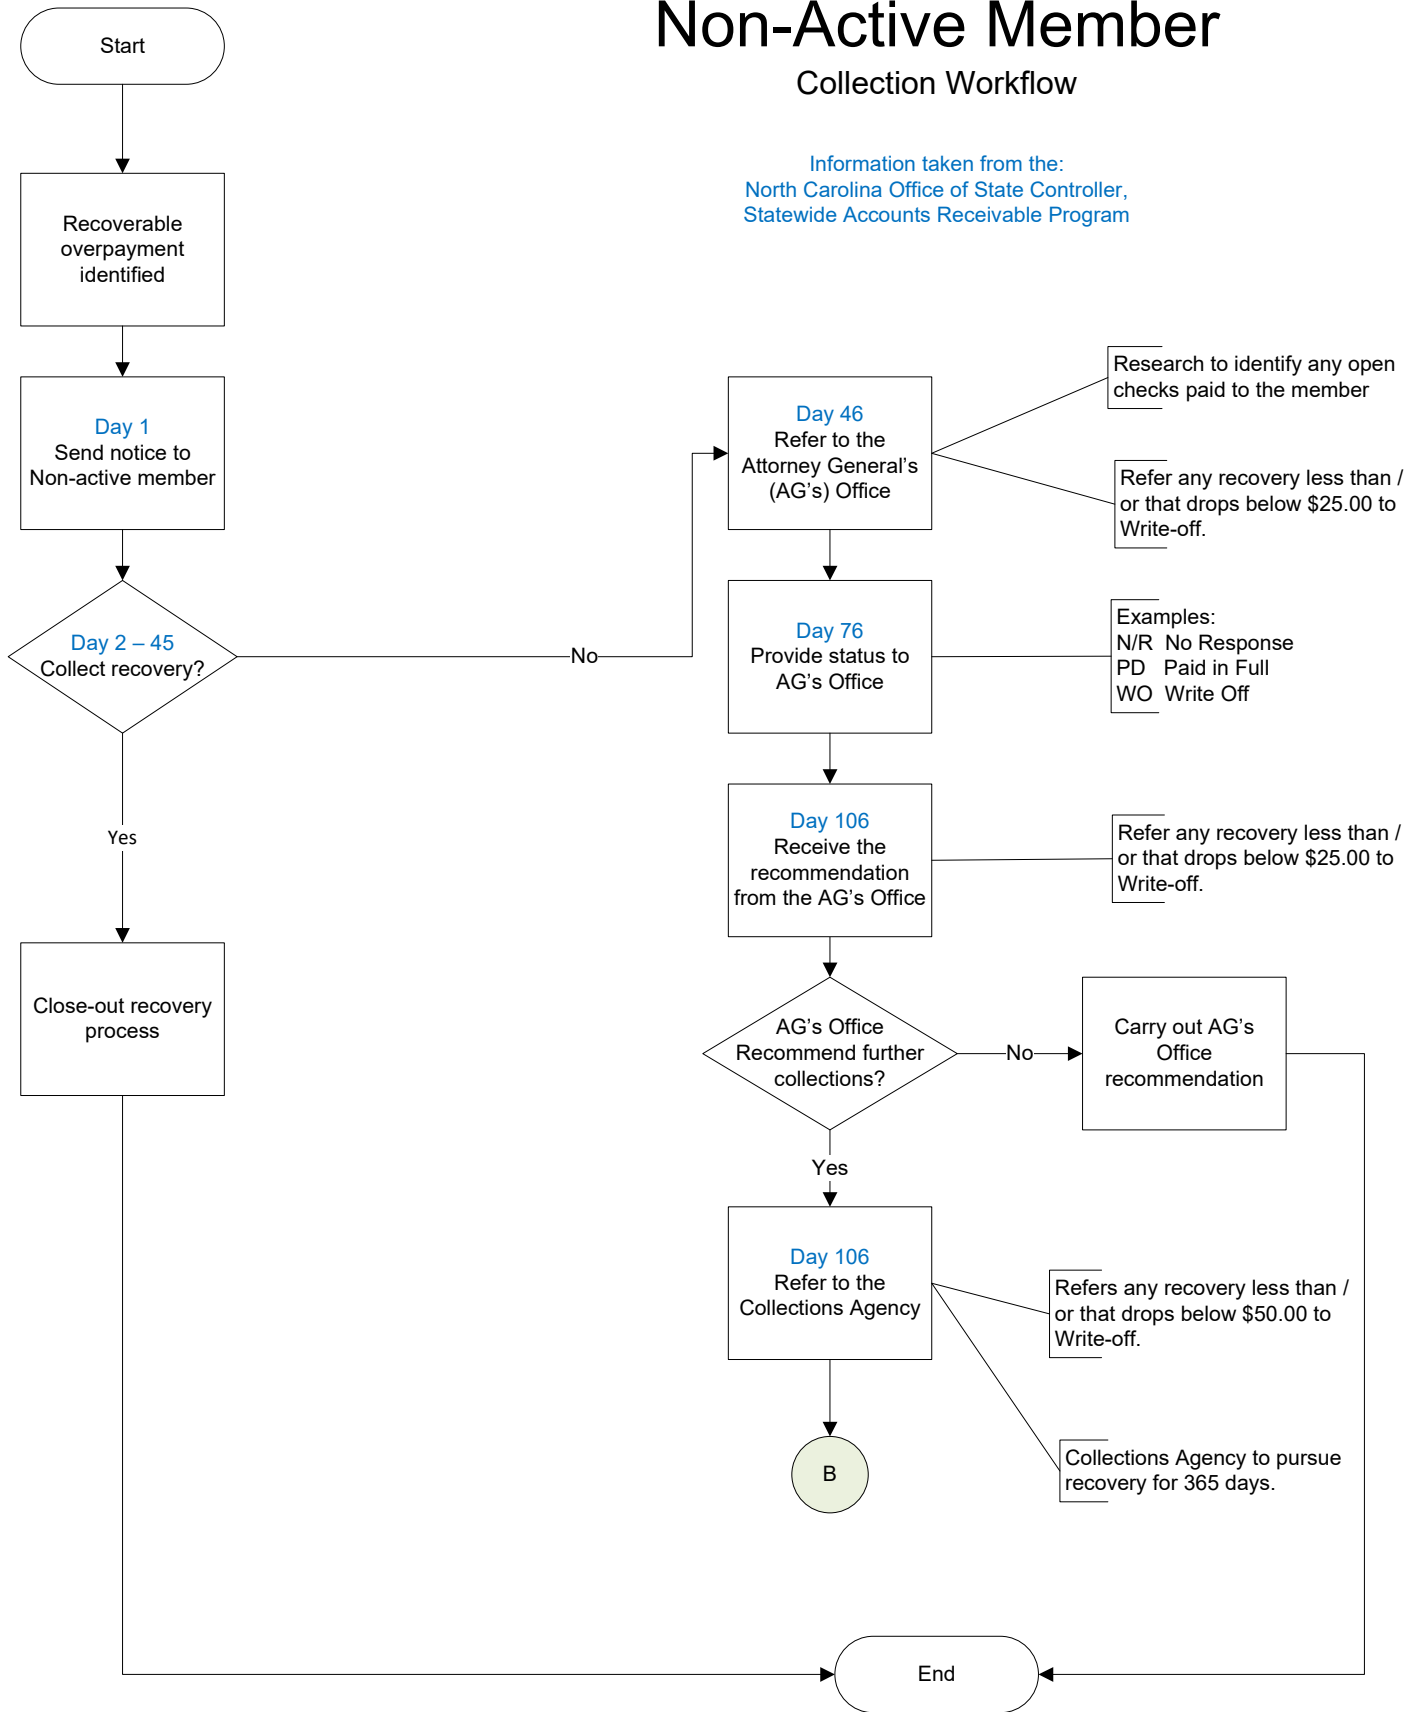 Non-Active Member
Collection Workflow
Information taken from the:
North Carolina Office of State Controller,
Statewide Accounts Receivable Program
Start
Recoverable
overpayment
identified
Day 1
Send notice to
Non-active member
Day 2 – 45
Collect recovery?
No
Yes
Close-out recovery
process
Day 46
Refer to the
Attorney General's
(AG's) Office
Research to identify any open
checks paid to the member
Refer any recovery less than /
or that drops below $25.00 to
Write-off.
Day 76
Provide status to
AG's Office
Examples:
N/R No Response
PD Paid in Full
WO Write Off
Day 106
Receive the
recommendation
from the AG's Office
Refer any recovery less than /
or that drops below $25.00 to
Write-off.
AG's Office
Recommend further
collections?
No
Carry out AG's
Office
recommendation
Yes
Day 106
Refer to the
Collections Agency
Refers any recovery less than /
or that drops below $50.00 to
Write-off.
Collections Agency to pursue
recovery for 365 days.
B
End